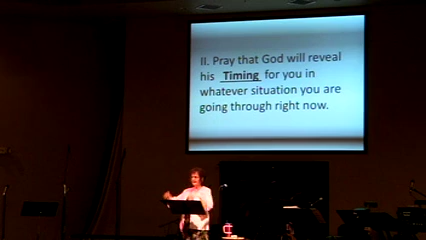 II. Pray that God will reveal
his Timing for you in
whatever situation you are
going through right now.